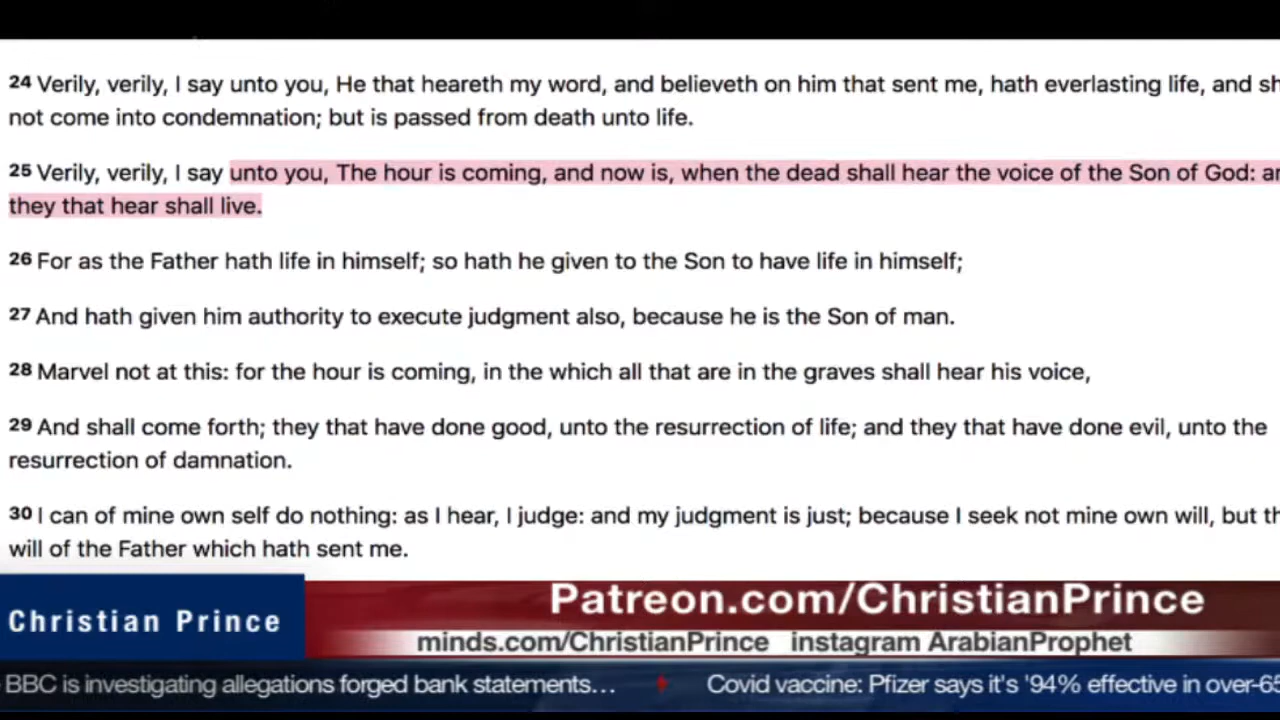 24 Verily, verily, I say unto you, He that heareth my word, and believeth on him that sent me, hath everlasting life, and sh
not come into condemnation; but is passed from death unto life.
25 Verily, verily, I say unto you, The hour is coming, and now is, when the dead shall hear the voice of the Son of God: an
they that hear shall live.
26 For as the Father hath life in himself; so hath he given to the Son to have life in himself;
27 And hath given him authority to execute judgment also, because he is the Son of man.
28 Marvel not at this: for the hour is coming, in the which all that are in the graves shall hear his voice,
29 And shall come forth; they that have done good, unto the resurrection of life; and they that have done evil, unto the
resurrection of damnation.
30 I can of mine own self do nothing: as I hear, I judge: and my judgment is just; because I seek not mine own will, but th
will of the Father which hath sent me.
Christian Prince
Patreon.com/ChristianPrince
minds.com/ChristianPrince instagram ArabianProphet
BBC is investigating allegations forged bank statements... Covid vaccine: Pfizer says it's '94% effective in over-65